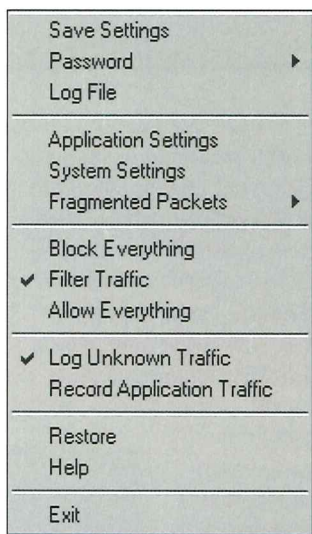 Save Settings
Password
Log File
Application Settings
System Settings
Fragmented Packets
Block Everything
Filter Traffic
Allow Everything
Log Unknown Traffic
Record Application Traffic
Restore
Help
Exit